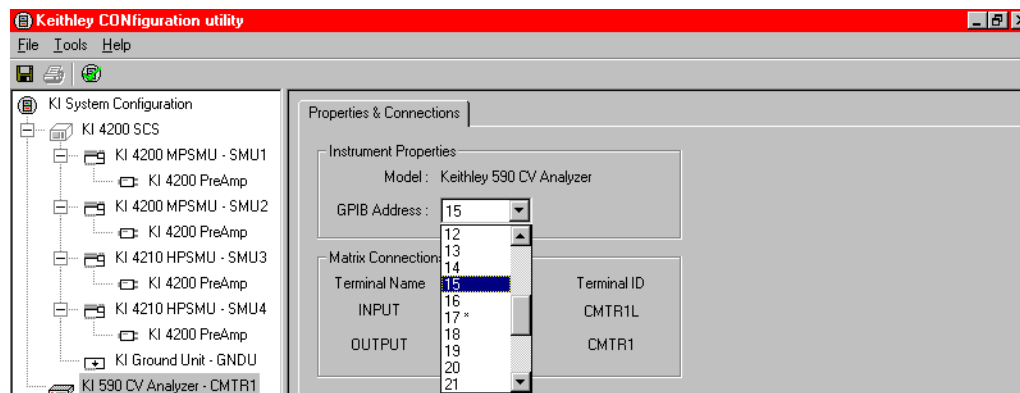 Keithley CONfiguration utility
File Tools Help
KI System Configuration
KI 4200 SCS
KI 4200 MPSMU - SMU1
KI 4200 PreAmp
KI 4200 MPSMU - SMU2
KI 4200 PreAmp
KI 4210 HPSMU - SMU3
KI 4200 PreAmp
KI 4210 HPSMU - SMU4
KI 4200 PreAmp
KI Ground Unit - GNDU
KI 590 CV Analyzer - CMTR1
Properties & Connections
Instrument Properties
Model : Keithley 590 CV Analyzer
GPIB Address : 15
12
13
14
15
16
17 *
18
19
20
21
Matrix Connection
Terminal Name Terminal ID
INPUT CMTR1L
OUTPUT CMTR1